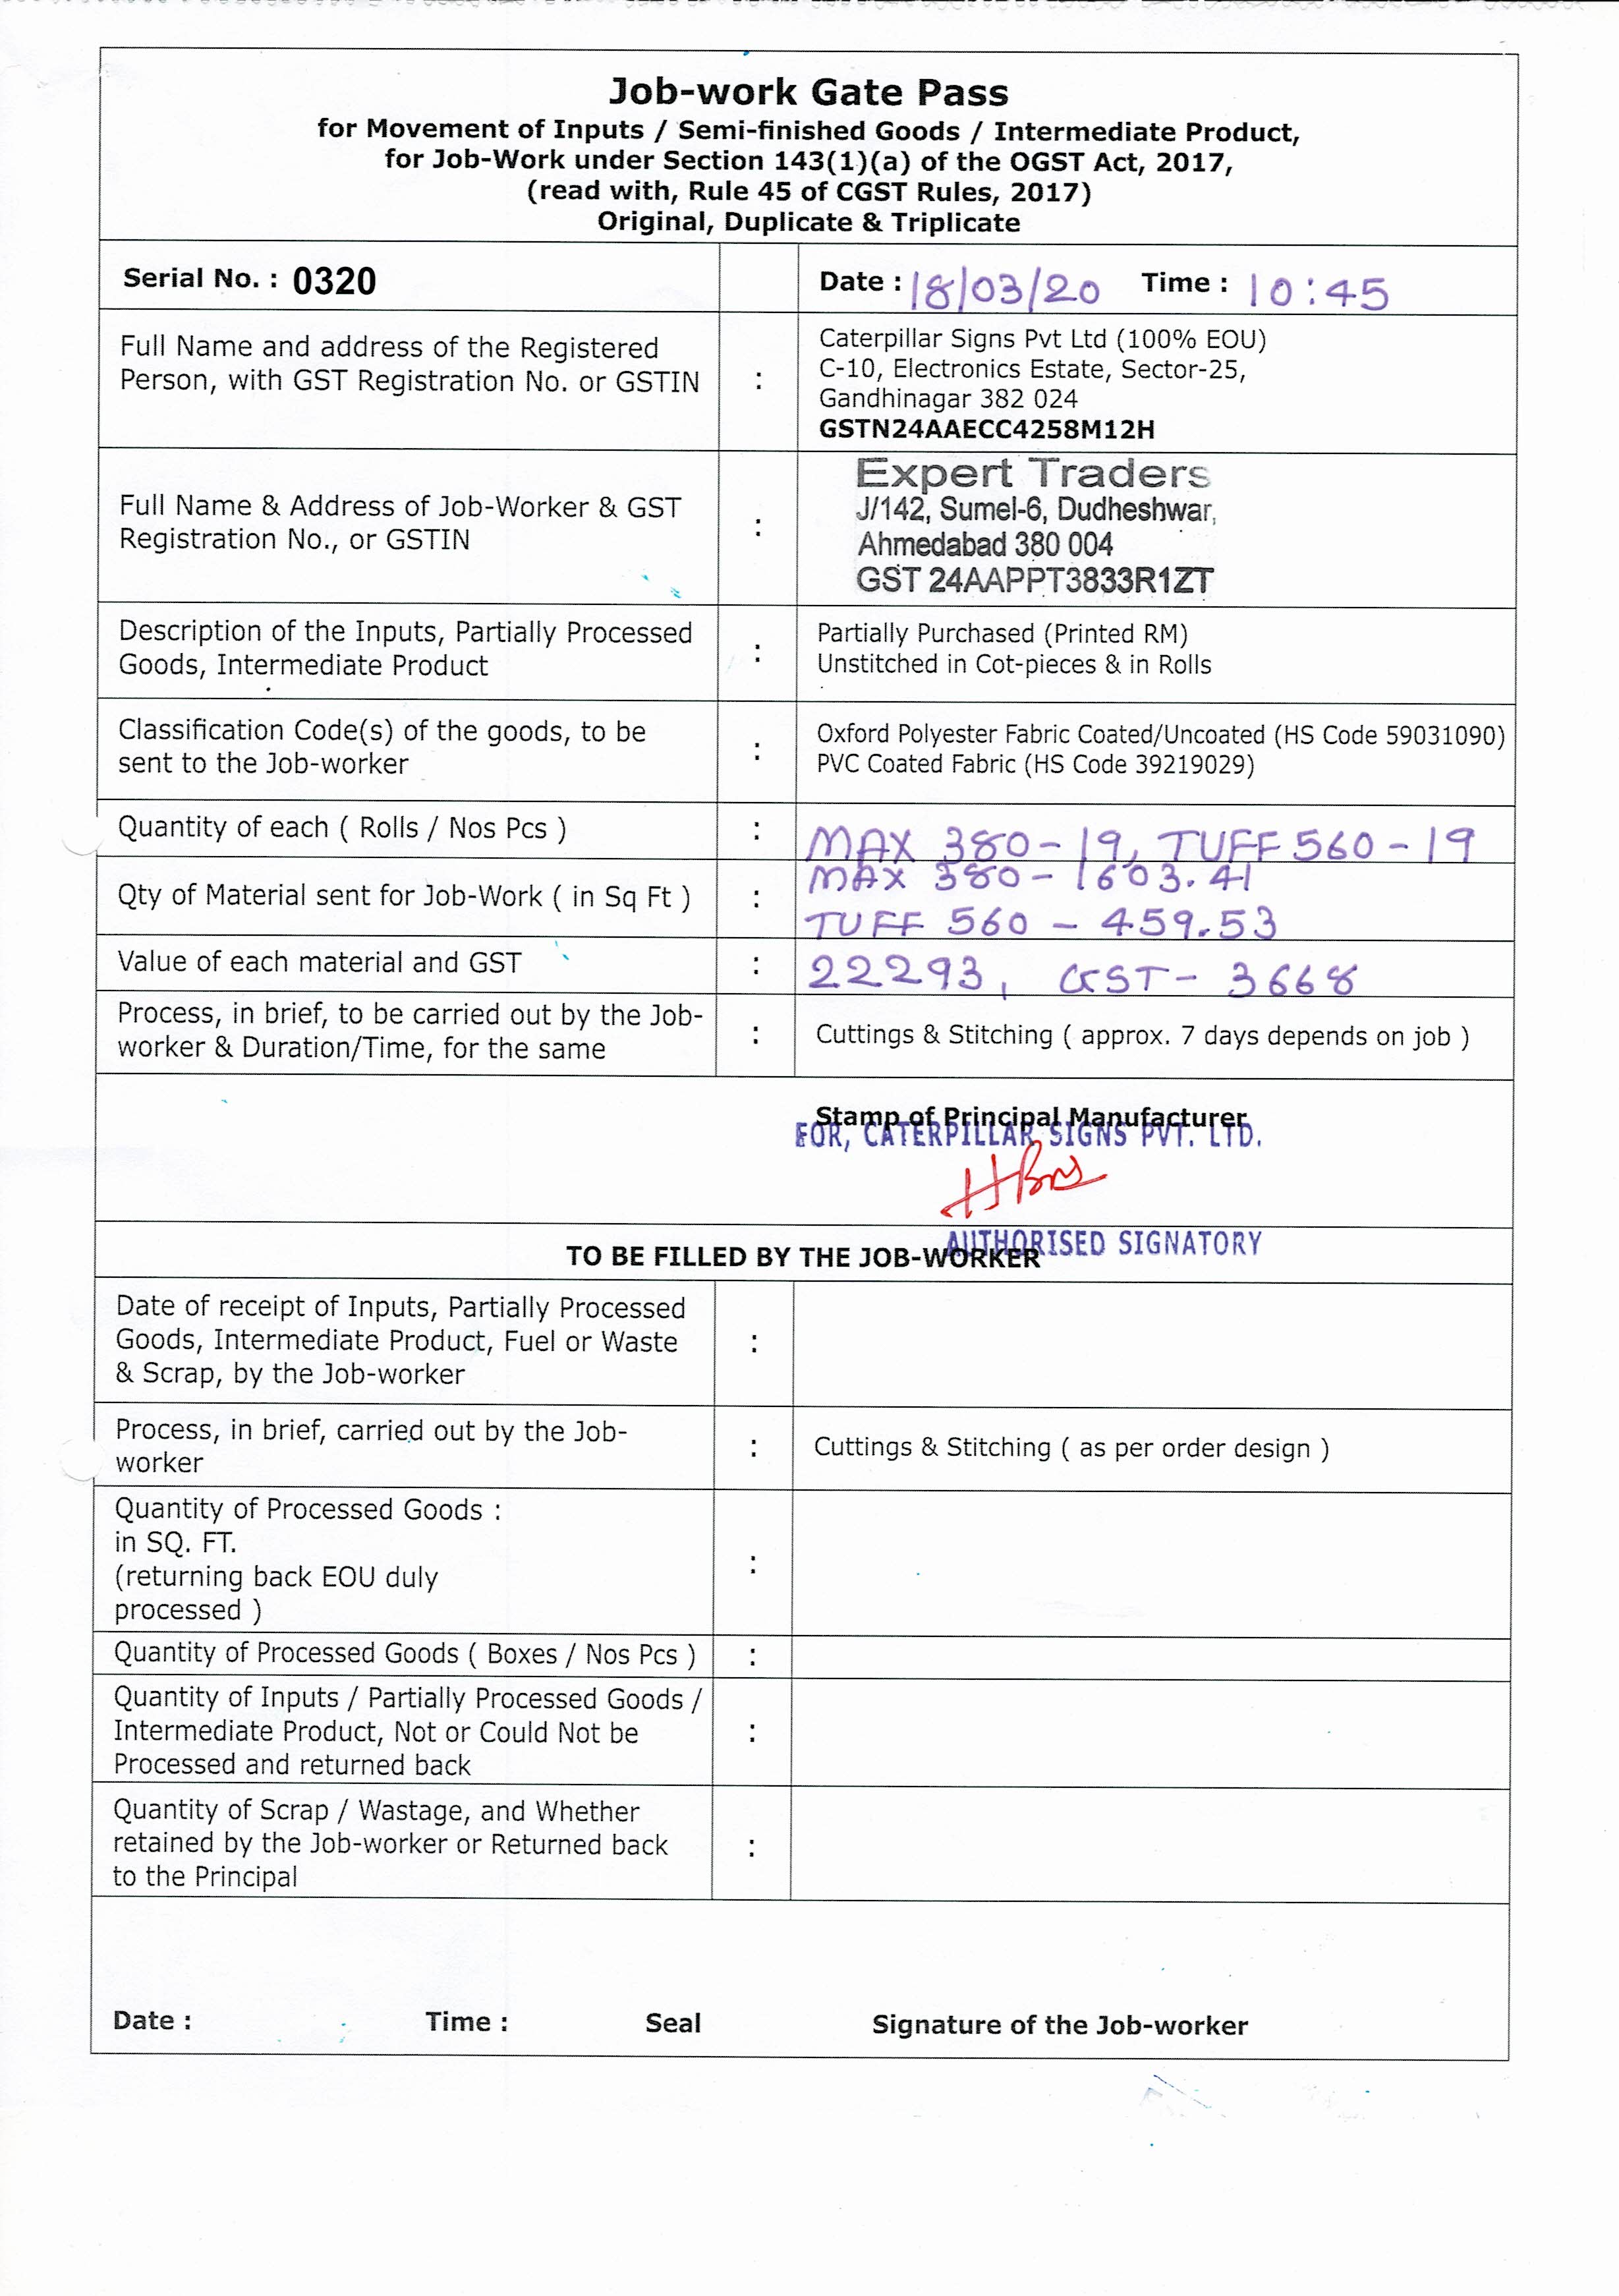 Job-work Gate Pass
for Movement of Inputs / Semi-finished Goods / Intermediate Product,
for Job-Work under Section 143(1)(a) of the OGST Act, 2017,
(read with, Rule 45 of CGST Rules, 2017)
Original, Duplicate & Triplicate
Serial No. : 0320
Date : 18/03/20 Time : 10:45
Full Name and address of the Registered
Person, with GST Registration No. or GSTIN
:
Caterpillar Signs Pvt Ltd (100% EOU)
C-10, Electronics Estate, Sector-25,
Gandhinagar 382 024
GSTN24AAECC4258M12H
Full Name & Address of Job-Worker & GST
Registration No., or GSTIN
:
Expert Traders
J/142, Sumel-6, Dudheshwar,
Ahmedabad 380 004
GST 24AAPPT3833R1ZT
Description of the Inputs, Partially Processed
Goods, Intermediate Product
:
Partially Purchased (Printed RM)
Unstitched in Cot-pieces & in Rolls
Classification Code(s) of the goods, to be
sent to the Job-worker
:
Oxford Polyester Fabric Coated/Uncoated (HS Code 59031090)
PVC Coated Fabric (HS Code 39219029)
Quantity of each ( Rolls / Nos Pcs )
:
MAX 380-19, TUFF 560-19
Qty of Material sent for Job-Work ( in Sq Ft )
:
MAX 380- 1603.41
TUFF 560 - 459.53
Value of each material and GST
:
22293, GST- 3668
Process, in brief, to be carried out by the Job-
worker & Duration/Time, for the same
:
Cuttings & Stitching ( approx. 7 days depends on job )
Stamp of Principal Manufacturer
FOR, CATERPILLAR SIGNS PVT. LTD.
AUTHORISED SIGNATORY
TO BE FILLED BY THE JOB-WORKER
Date of receipt of Inputs, Partially Processed
Goods, Intermediate Product, Fuel or Waste
& Scrap, by the Job-worker
:
Process, in brief, carried out by the Job-
worker
:
Cuttings & Stitching ( as per order design )
Quantity of Processed Goods :
in SQ. FT.
(returning back EOU duly
processed )
:
Quantity of Processed Goods ( Boxes / Nos Pcs )
:
Quantity of Inputs / Partially Processed Goods /
Intermediate Product, Not or Could Not be
Processed and returned back
:
Quantity of Scrap / Wastage, and Whether
retained by the Job-worker or Returned back
to the Principal
:
Date : Time : Seal Signature of the Job-worker